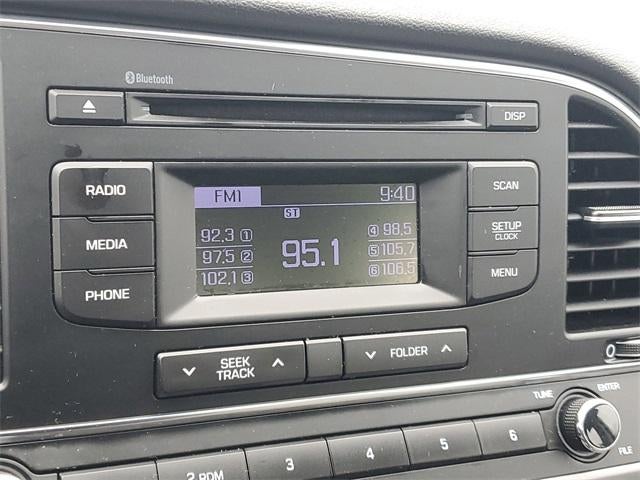 Bluetooth
DISP
RADIO
MEDIA
PHONE
FM1 9:40
ST
92.3 1
97.5 2
102.1 3
95.1
4 98.5
5 105.7
6 106.5
SCAN
SETUP
CLOCK
MENU
SEEK
TRACK
FOLDER
TUNE
ENTER
FILE
2 RDM
3
4
5
6